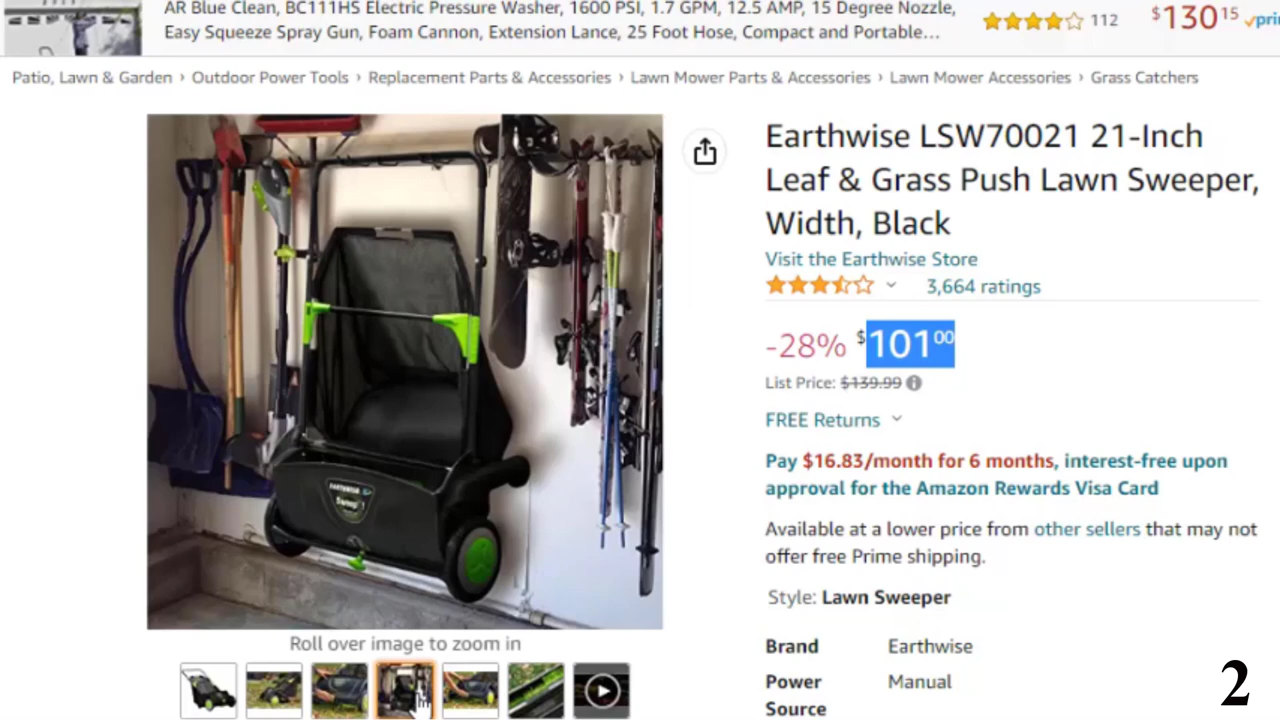 AR Blue Clean, BC111HS Electric Pressure Washer, 1600 PSI, 1.7 GPM, 12.5 AMP, 15 Degree Nozzle,
Easy Squeeze Spray Gun, Foam Cannon, Extension Lance, 25 Foot Hose, Compact and Portable…
112
$130 15
Patio, Lawn & Garden › Outdoor Power Tools › Replacement Parts & Accessories › Lawn Mower Parts & Accessories › Lawn Mower Accessories › Grass Catchers
EARTHWISE
Earthwise LSW70021 21-Inch
Leaf & Grass Push Lawn Sweeper,
Width, Black
Visit the Earthwise Store
3,664 ratings
-28% $101 00
List Price: $139.99
FREE Returns
Pay $16.83/month for 6 months, interest-free upon
approval for the Amazon Rewards Visa Card
Available at a lower price from other sellers that may not
offer free Prime shipping.
Style: Lawn Sweeper
Roll over image to zoom in
Brand Earthwise
Power Manual
Source
2